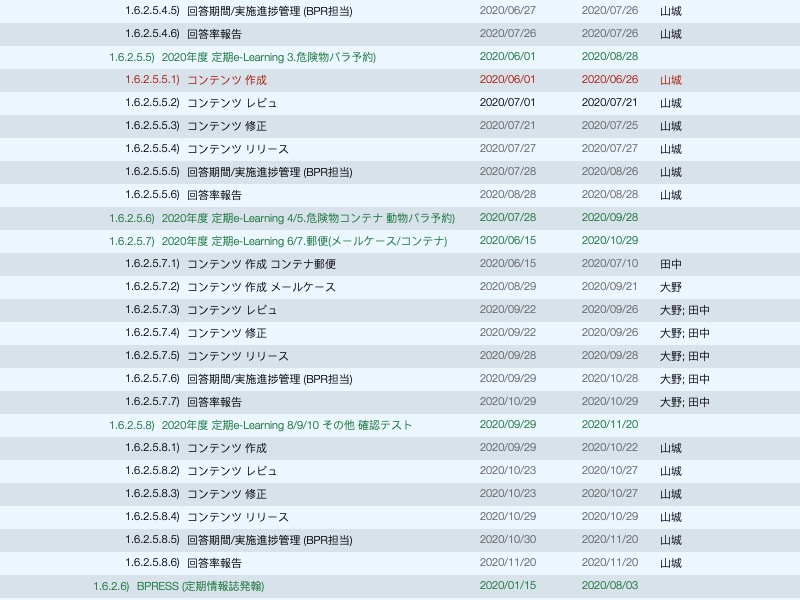 1.6.2.5.4.5) 回答期間/実施進捗管理 (BPR担当) 2020/06/27 2020/07/26 山城
1.6.2.5.4.6) 回答率報告 2020/07/26 2020/07/26 山城
1.6.2.5.5) 2020年度 定期e-Learning 3.危険物バラ予約) 2020/06/01 2020/08/28
1.6.2.5.5.1) コンテンツ 作成 2020/06/01 2020/06/26 山城
1.6.2.5.5.2) コンテンツ レビュ 2020/07/01 2020/07/21 山城
1.6.2.5.5.3) コンテンツ 修正 2020/07/21 2020/07/25 山城
1.6.2.5.5.4) コンテンツ リリース 2020/07/27 2020/07/27 山城
1.6.2.5.5.5) 回答期間/実施進捗管理 (BPR担当) 2020/07/28 2020/08/26 山城
1.6.2.5.5.6) 回答率報告 2020/08/28 2020/08/28 山城
1.6.2.5.6) 2020年度 定期e-Learning 4/5.危険物コンテナ 動物バラ予約) 2020/07/28 2020/09/28
1.6.2.5.7) 2020年度 定期e-Learning 6/7.郵便(メールケース/コンテナ) 2020/06/15 2020/10/29
1.6.2.5.7.1) コンテンツ 作成 コンテナ郵便 2020/06/15 2020/07/10 田中
1.6.2.5.7.2) コンテンツ 作成 メールケース 2020/08/29 2020/09/21 大野
1.6.2.5.7.3) コンテンツ レビュ 2020/09/22 2020/09/26 大野; 田中
1.6.2.5.7.4) コンテンツ 修正 2020/09/22 2020/09/26 大野; 田中
1.6.2.5.7.5) コンテンツ リリース 2020/09/28 2020/09/28 大野; 田中
1.6.2.5.7.6) 回答期間/実施進捗管理 (BPR担当) 2020/09/29 2020/10/28 大野; 田中
1.6.2.5.7.7) 回答率報告 2020/10/29 2020/10/29 大野; 田中
1.6.2.5.8) 2020年度 定期e-Learning 8/9/10 その他 確認テスト 2020/09/29 2020/11/20
1.6.2.5.8.1) コンテンツ 作成 2020/09/29 2020/10/22 山城
1.6.2.5.8.2) コンテンツ レビュ 2020/10/23 2020/10/27 山城
1.6.2.5.8.3) コンテンツ 修正 2020/10/23 2020/10/27 山城
1.6.2.5.8.4) コンテンツ リリース 2020/10/29 2020/10/29 山城
1.6.2.5.8.5) 回答期間/実施進捗管理 (BPR担当) 2020/10/30 2020/11/20 山城
1.6.2.5.8.6) 回答率報告 2020/11/20 2020/11/20 山城
1.6.2.6) BPRESS (定期情報誌発翰) 2020/01/15 2020/08/03